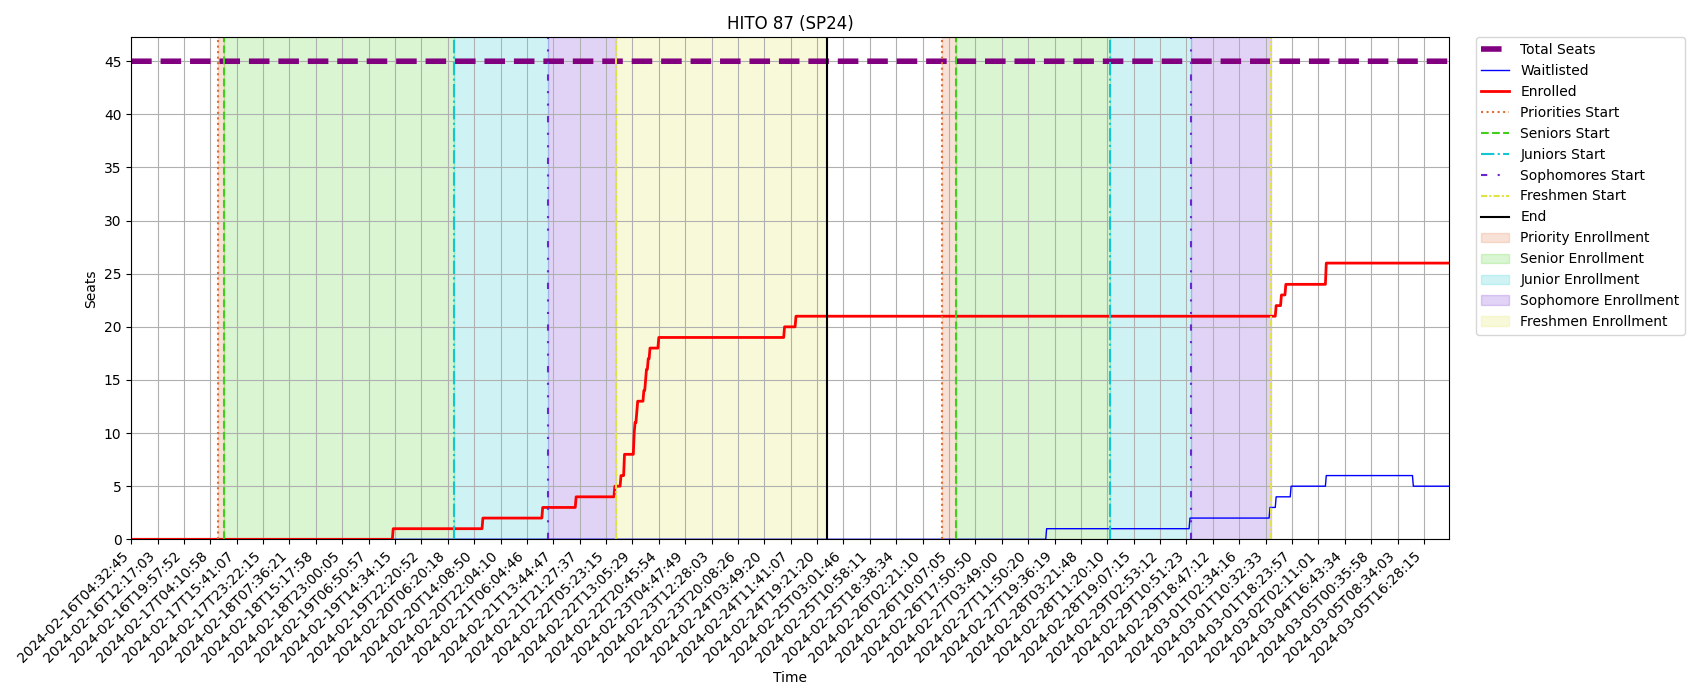 HITO 87 (SP24)
Seats
45
40
35
30
25
20
15
10
5
0
2024-02-16T04:32:45
2024-02-16T12:17:03
2024-02-16T19:57:52
2024-02-17T04:10:58
2024-02-17T15:41:07
2024-02-17T23:22:15
2024-02-18T07:36:21
2024-02-18T15:17:58
2024-02-18T23:00:05
2024-02-19T06:50:57
2024-02-19T14:34:15
2024-02-19T22:20:52
2024-02-20T06:20:18
2024-02-20T14:08:50
2024-02-20T22:04:10
2024-02-21T06:04:46
2024-02-21T13:44:47
2024-02-21T21:27:37
2024-02-22T05:23:15
2024-02-22T13:05:29
2024-02-22T20:45:54
2024-02-23T04:47:49
2024-02-23T12:28:03
2024-02-23T20:08:26
2024-02-24T03:49:20
2024-02-24T11:41:07
2024-02-24T19:21:20
2024-02-25T03:01:46
2024-02-25T10:58:11
2024-02-25T18:38:34
2024-02-26T02:21:10
2024-02-26T10:07:05
2024-02-26T17:50:50
2024-02-27T03:49:00
2024-02-27T11:50:20
2024-02-27T19:36:19
2024-02-28T03:21:48
2024-02-28T11:20:10
2024-02-28T19:07:15
2024-02-29T02:53:12
2024-02-29T10:51:23
2024-02-29T18:47:12
2024-03-01T02:34:16
2024-03-01T10:32:33
2024-03-01T18:23:57
2024-03-02T02:11:01
2024-03-04T16:43:34
2024-03-05T00:35:58
2024-03-05T08:34:03
2024-03-05T16:28:15
Time
Total Seats
Waitlisted
Enrolled
Priorities Start
Seniors Start
Juniors Start
Sophomores Start
Freshmen Start
End
Priority Enrollment
Senior Enrollment
Junior Enrollment
Sophomore Enrollment
Freshmen Enrollment